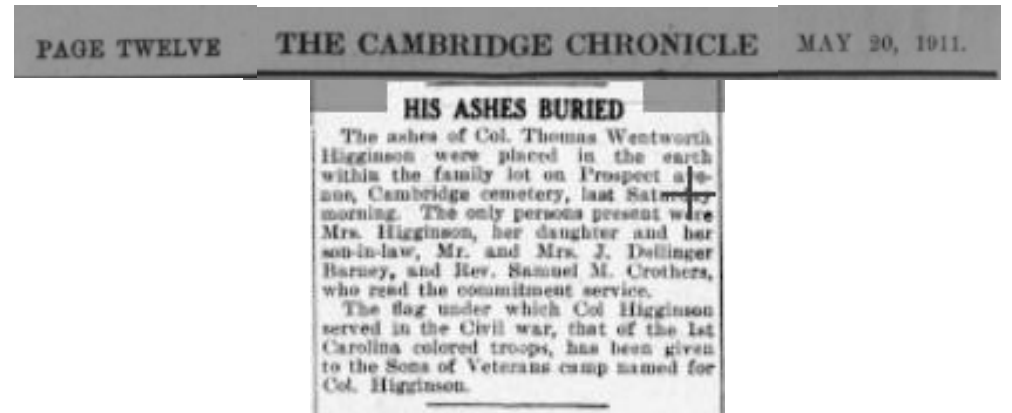 PAGE TWELVE THE CAMBRIDGE CHRONICLE MAY 20, 1911.
HIS ASHES BURIED
The ashes of Col. Thomas Wentworth
Higginson were placed in the earth
within the family lot on Prospect ave-
nue, Cambridge cemetery, last Saturday
morning. The only persons present were
Mrs. Higginson, her daughter and her
son-in-law, Mr. and Mrs. J. Dellinger
Barney, and Rev. Samuel M. Crothers,
who read the commitment service.
The flag under which Col Higginson
served in the Civil war, that of the 1st
Carolina colored troops, has been given
to the Sons of Veterans camp named for
Col. Higginson.